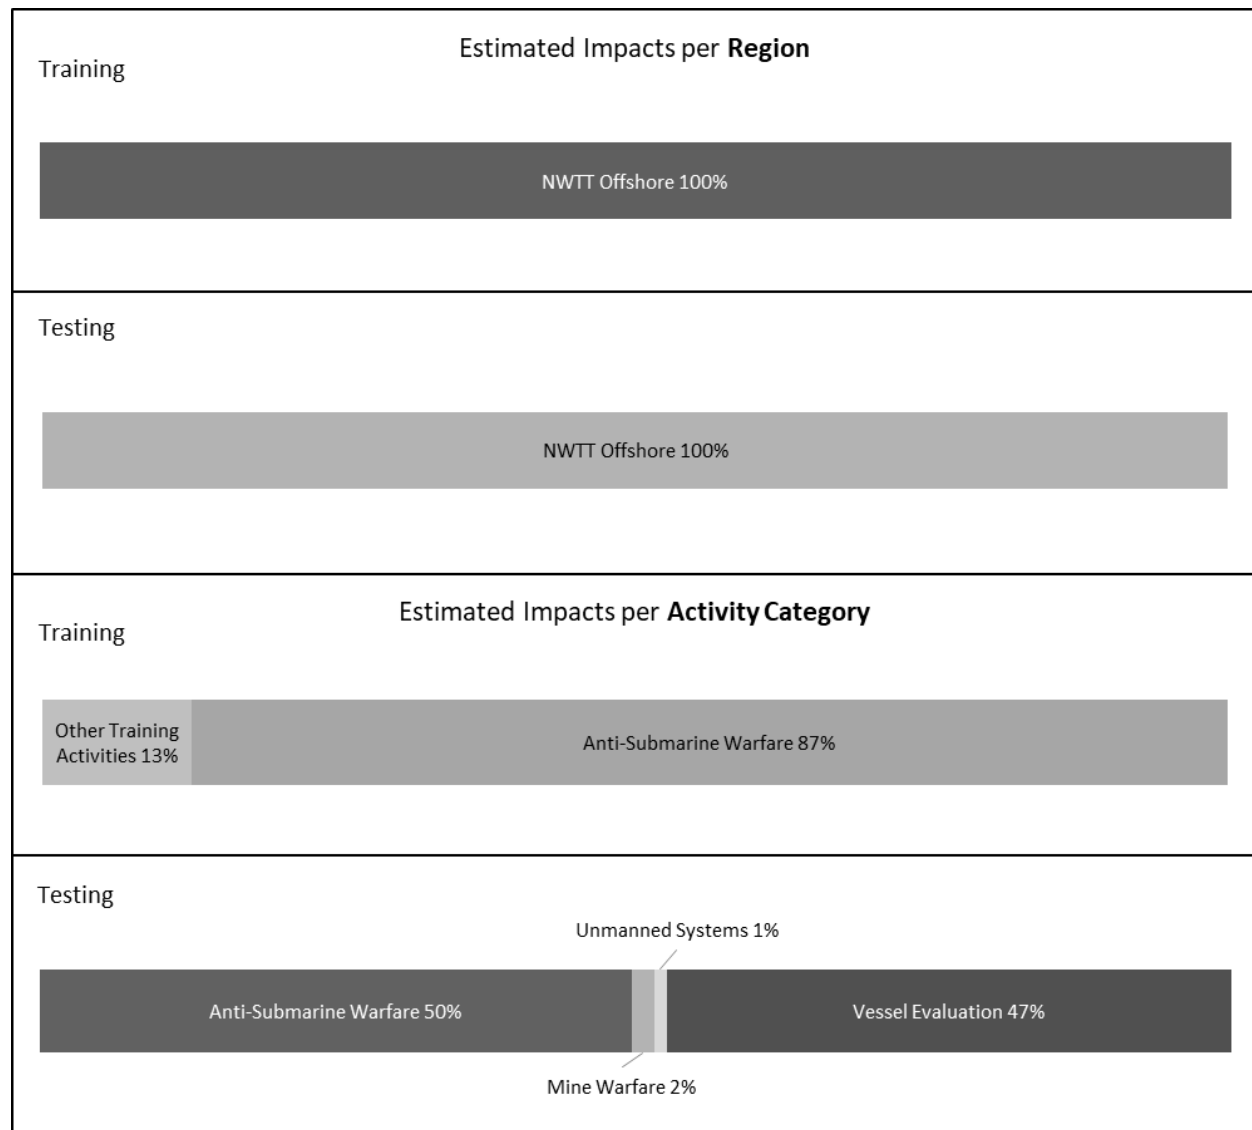 Estimated Impacts per Region
Training
NWTT Offshore 100%
Testing
NWTT Offshore 100%
Estimated Impacts per Activity Category
Training
Other Training
Activities 13%
Anti-Submarine Warfare 87%
Testing
Unmanned Systems 1%
Anti-Submarine Warfare 50%
Vessel Evaluation 47%
Mine Warfare 2%